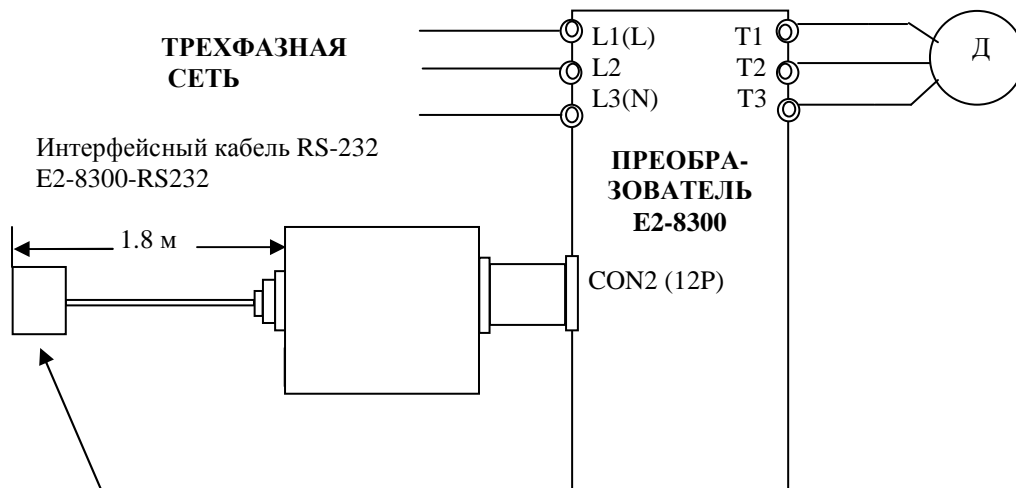 ТРЕХФАЗНАЯ
СЕТЬ
L1(L)
L2
L3(N)
T1
T2
T3
Д
Интерфейсный кабель RS-232
E2-8300-RS232
ПРЕОБРА-
ЗОВАТЕЛЬ
E2-8300
1.8 м
CON2 (12P)